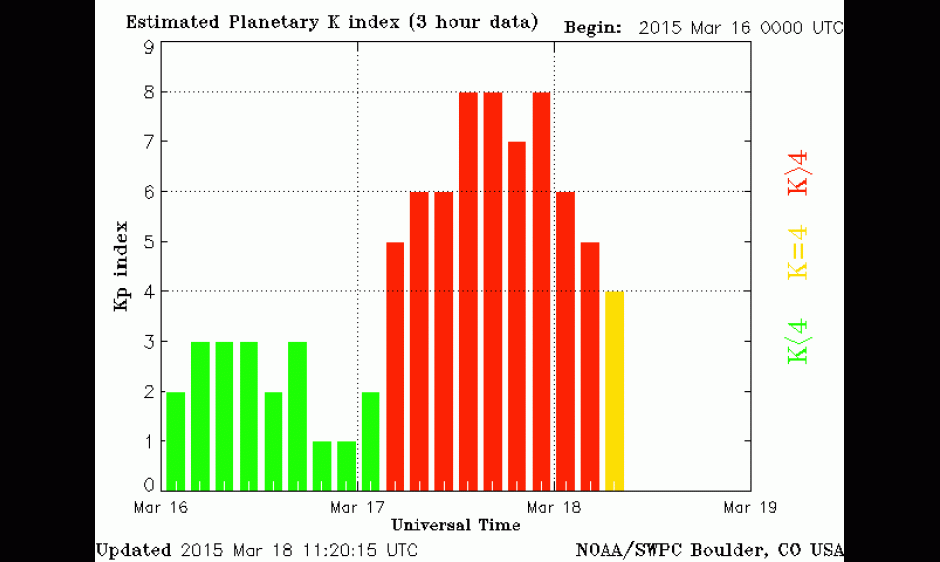 Estimated Planetary K index (3 hour data)
Begin: 2015 Mar 16 0000 UTC
9
8
7
6
5
4
3
2
1
0
Kp index
K>4
K=4
K<4
Mar 16
Mar 17
Mar 18
Mar 19
Universal Time
Updated 2015 Mar 18 11:20:15 UTC
NOAA/SWPC Boulder, CO USA